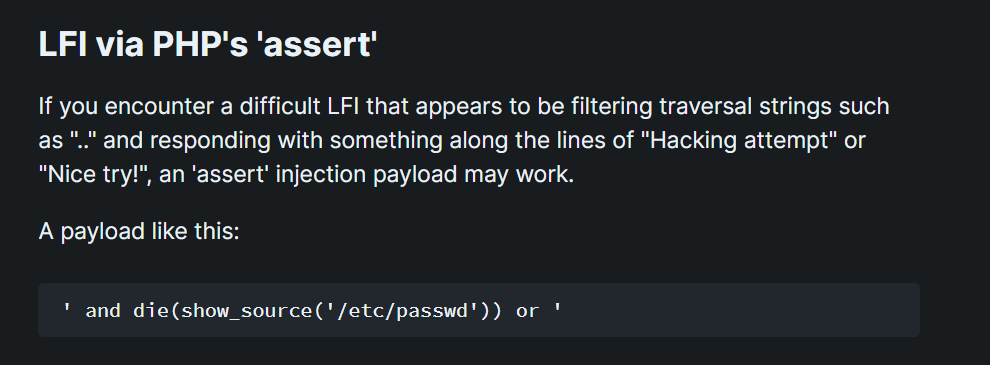 LFI via PHP's 'assert'
If you encounter a difficult LFI that appears to be filtering traversal strings such
as ".." and responding with something along the lines of "Hacking attempt" or
"Nice try!", an 'assert' injection payload may work.
A payload like this:
' and die(show_source('/etc/passwd')) or '